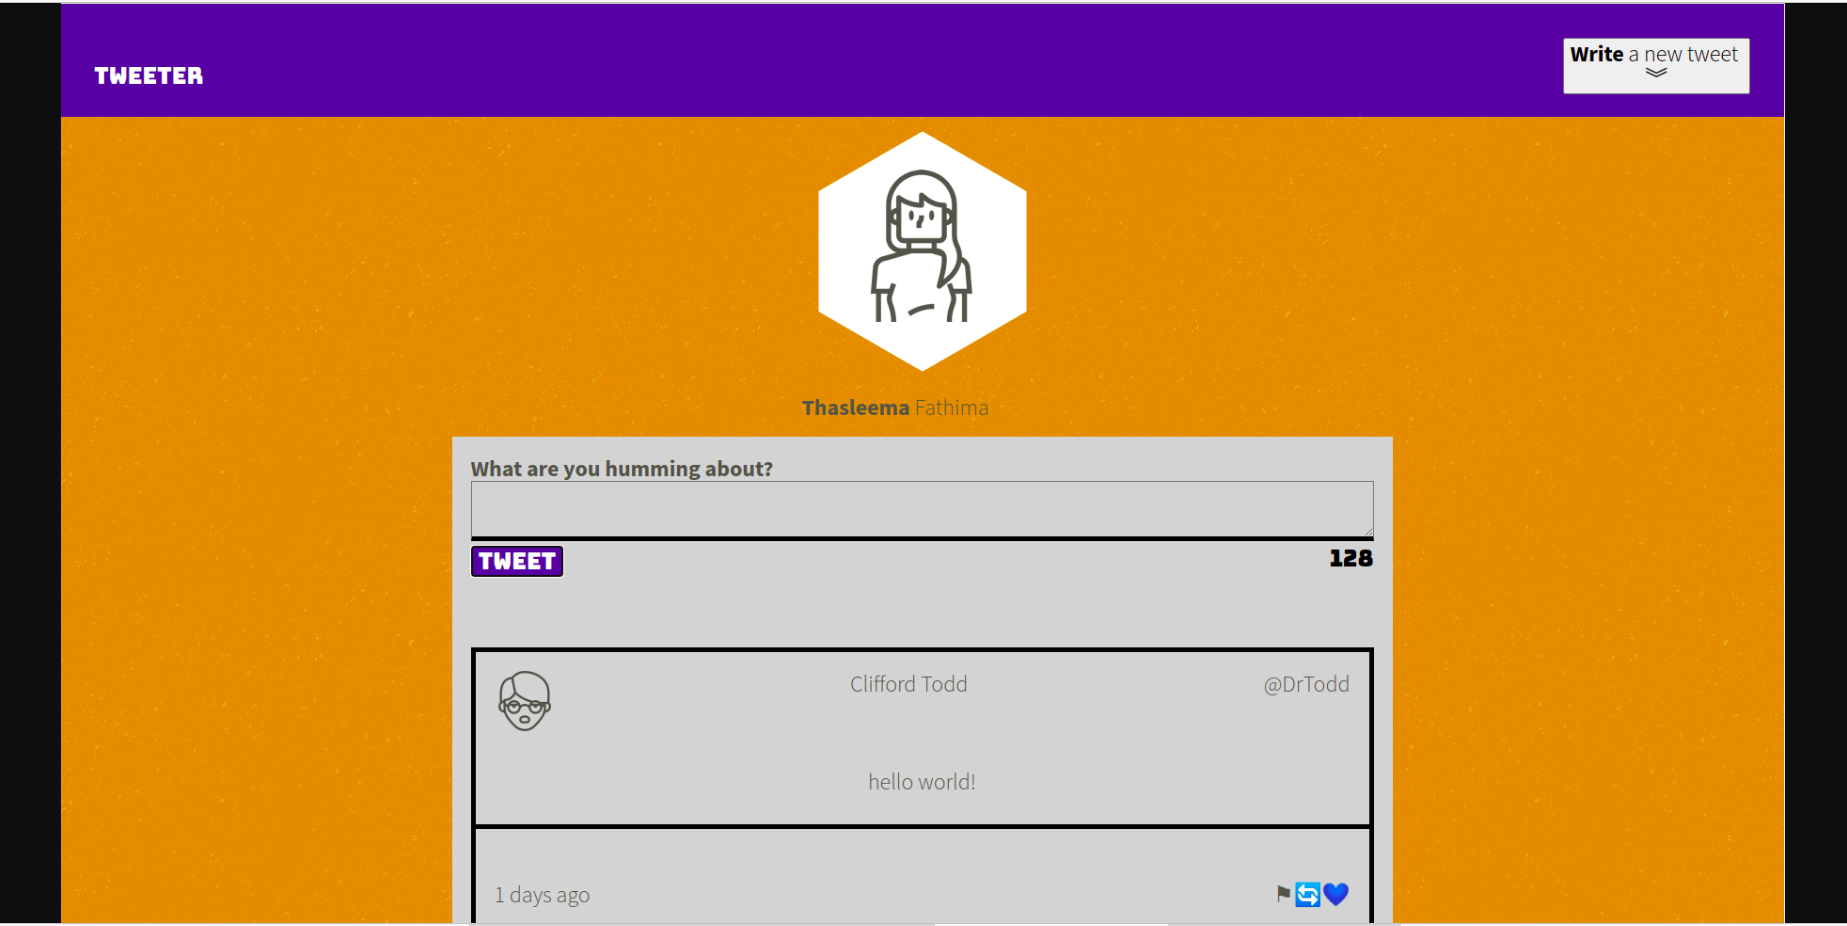 TWEETER
Write a new tweet
Thasleema Fathima
What are you humming about?
TWEET
128
Clifford Todd
@DrTodd
hello world!
1 days ago